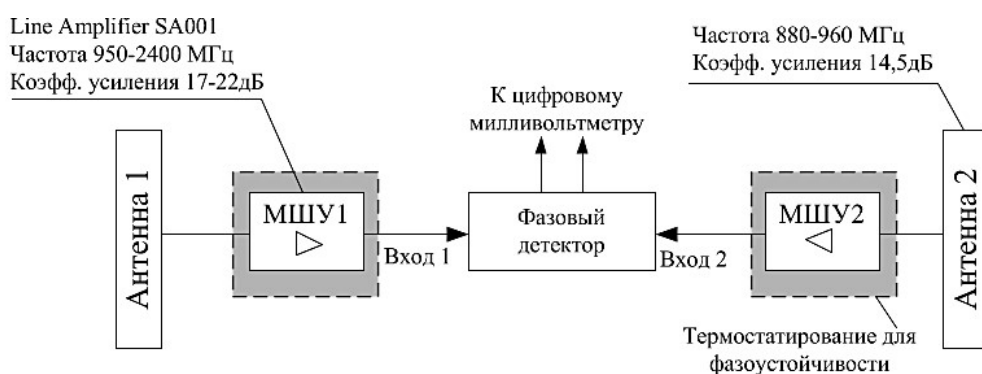 Line Amplifier SA001
Частота 950-2400 МГц
Коэфф. усиления 17-22дБ
Частота 880-960 МГц
Коэфф. усиления 14,5дБ
К цифровому
милливольтметру
Антенна 1
МШУ1
Вход 1
Фазовый
детектор
Вход 2
МШУ2
Антенна 2
Термостатирование для
фазоустойчивости